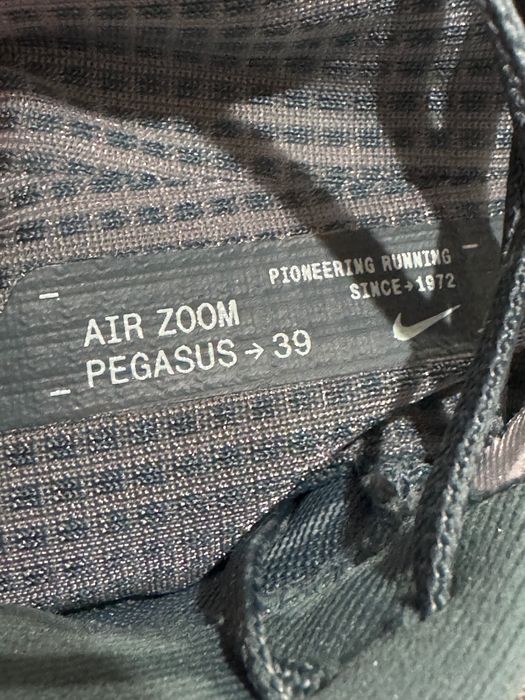 PIONEERING RUNNING
SINCE→1972
AIR ZOOM
PEGASUS → 39